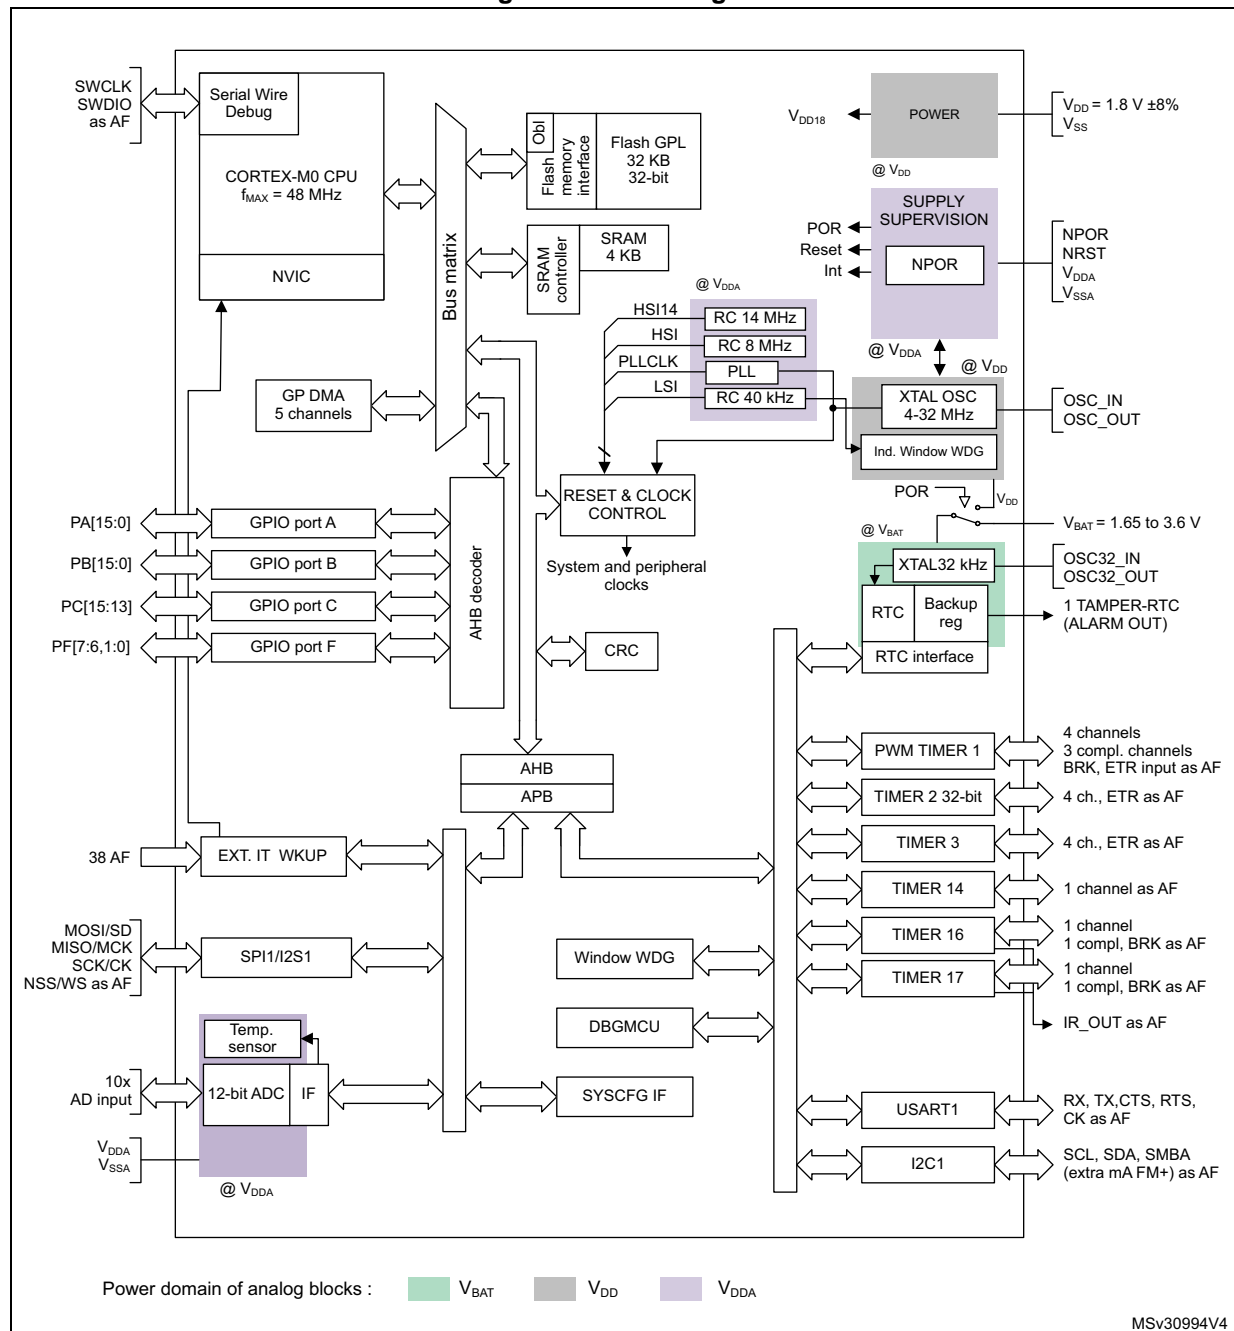 SWCLK
SWDIO
as AF
Serial Wire
Debug
CORTEX-M0 CPU
fMAX = 48 MHz
NVIC
Bus matrix
Obl
Flash
memory
interface
Flash GPL
32 KB
32-bit
SRAM
controller
SRAM
4 KB
VDD18
POWER
VDD = 1.8 V ±8%
VSS
@ VDD
SUPPLY
SUPERVISION
POR
Reset
Int
NPOR
NPOR
NRST
VDDA
VSSA
@ VDDA
@ VDDA
HSI14
RC 14 MHz
HSI
RC 8 MHz
PLLCLK
PLL
LSI
RC 40 kHz
@ VDD
XTAL OSC
4-32 MHz
OSC_IN
OSC_OUT
Ind. Window WDG
GP DMA
5 channels
RESET & CLOCK
CONTROL
System and peripheral
clocks
POR
VDD
VBAT = 1.65 to 3.6 V
@ VBAT
XTAL32 kHz
OSC32_IN
OSC32_OUT
RTC
Backup
reg
1 TAMPER-RTC
(ALARM OUT)
RTC interface
PA[15:0]
GPIO port A
PB[15:0]
GPIO port B
PC[15:13]
GPIO port C
PF[7:6,1:0]
GPIO port F
AHB decoder
CRC
AHB
APB
PWM TIMER 1
4 channels
3 compl. channels
BRK, ETR input as AF
TIMER 2 32-bit
4 ch., ETR as AF
TIMER 3
4 ch., ETR as AF
TIMER 14
1 channel as AF
TIMER 16
1 channel
1 compl, BRK as AF
TIMER 17
1 channel
1 compl, BRK as AF
IR_OUT as AF
38 AF
EXT. IT WKUP
MOSI/SD
MISO/MCK
SCK/CK
NSS/WS as AF
SPI1/I2S1
Window WDG
DBGMCU
SYSCFG IF
Temp.
sensor
10x
AD input
12-bit ADC
IF
VDDA
VSSA
@ VDDA
USART1
RX, TX,CTS, RTS,
CK as AF
I2C1
SCL, SDA, SMBA
(extra mA FM+) as AF
Power domain of analog blocks :
VBAT
VDD
VDDA
MSv30994V4